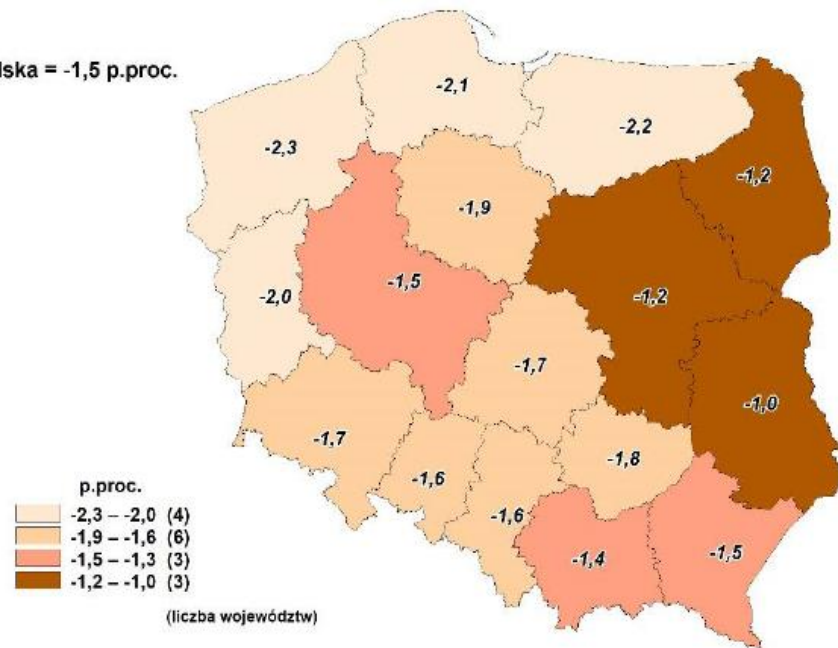 lska = -1,5 p.proc.
-2,1
-2,3
-2,2
-1,2
-1,9
-1,5
-2,0
-1,2
-1,7
-1,0
-1,7
-1,8
-1,6
-1,6
-1,4
-1,5
p.proc.
-2,3 – -2,0 (4)
-1,9 – -1,6 (6)
-1,5 – -1,3 (3)
-1,2 – -1,0 (3)
(liczba województw)